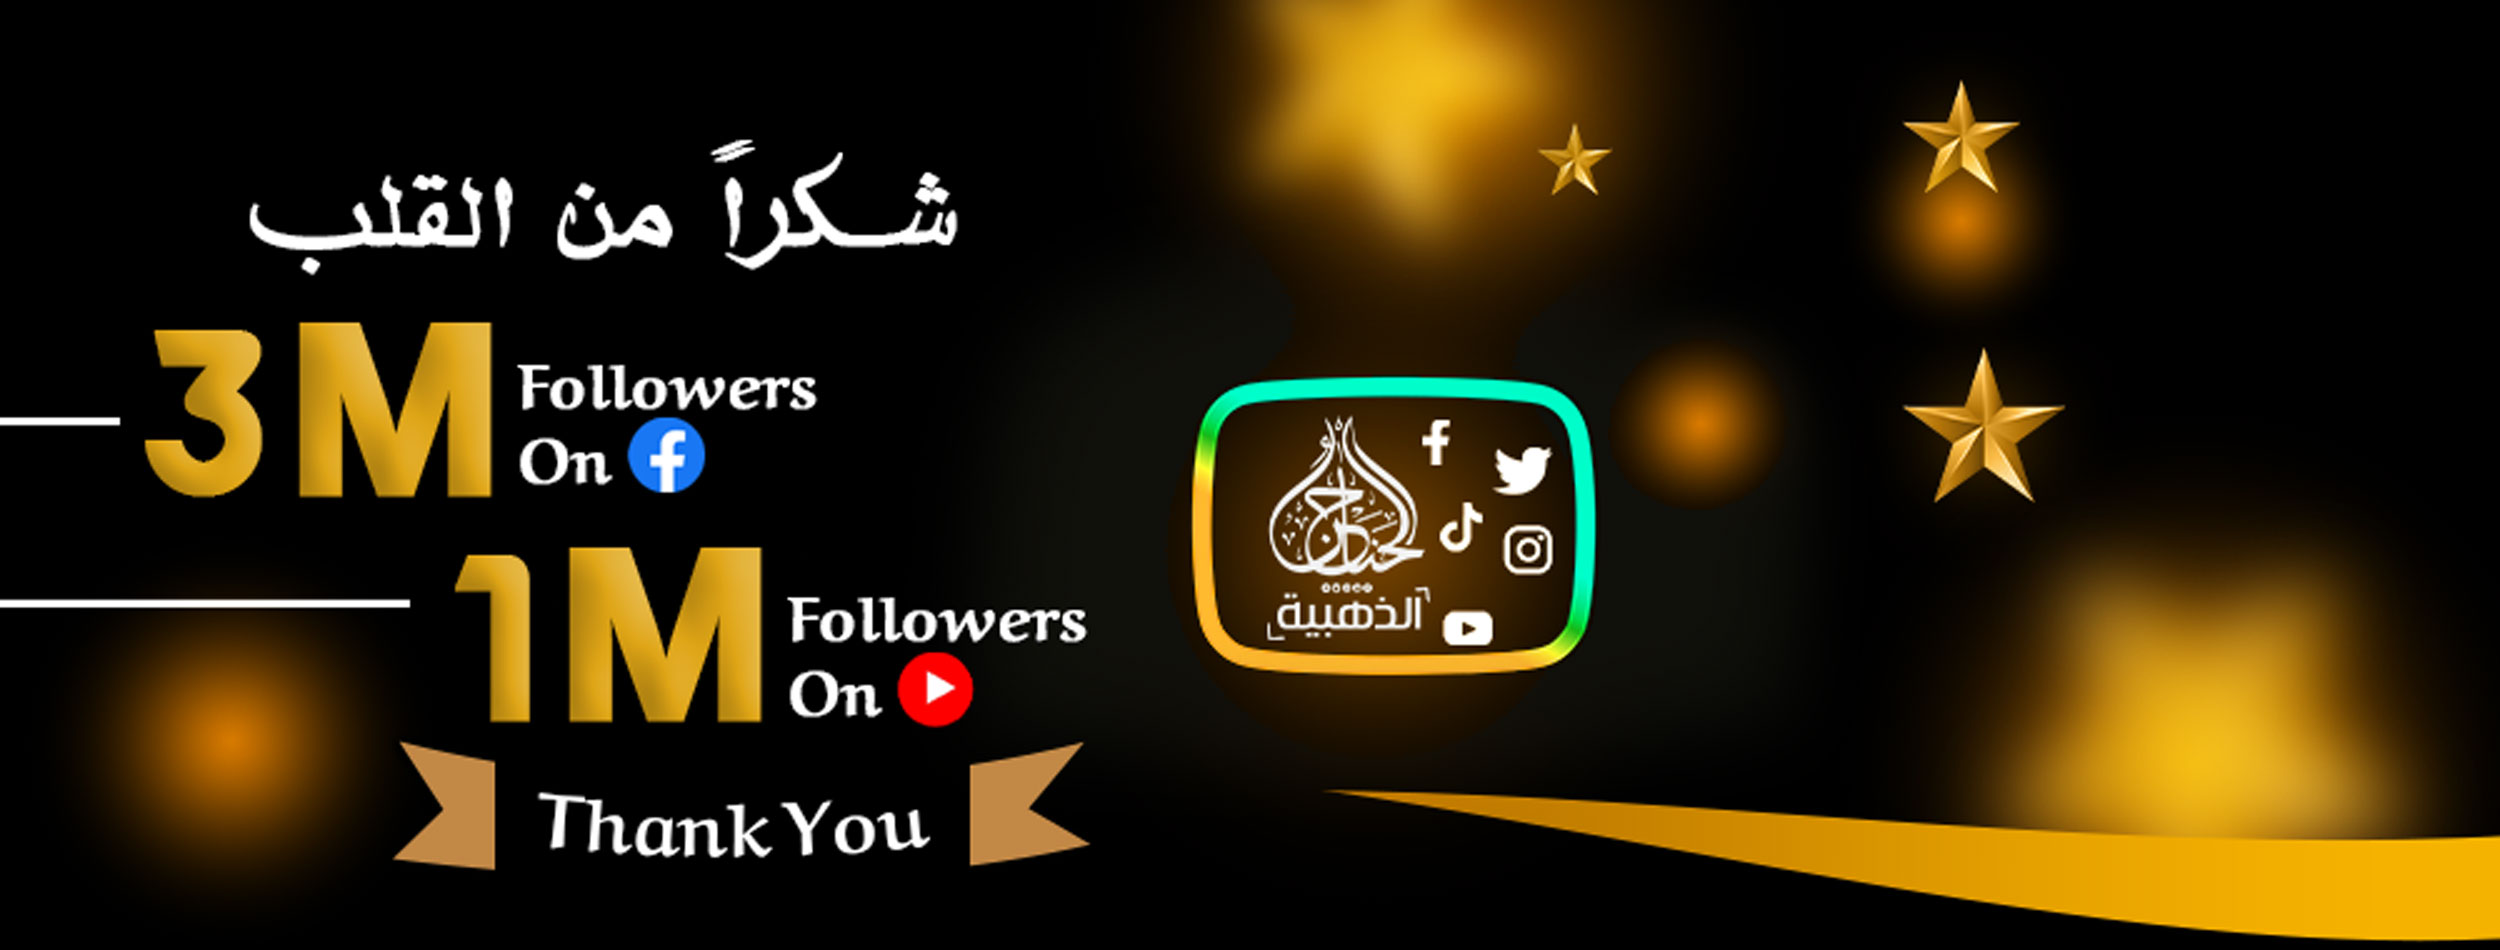 شكراً من القلب
3M Followers
On
1M Followers
On
Thank You
الذهبية